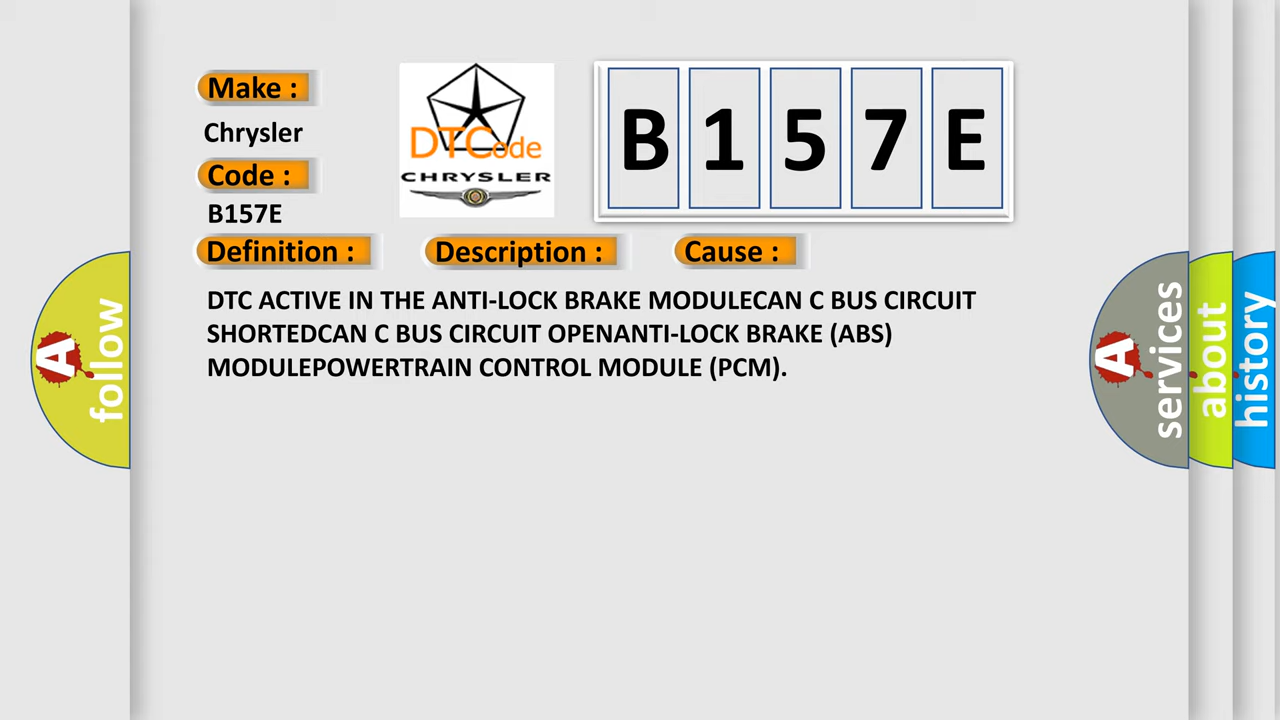 Make :
Chrysler
Code :
B157E
DTCode
CHRYSLER
B 1 5 7 E
Definition : Description : Cause :
DTC ACTIVE IN THE ANTI-LOCK BRAKE MODULECAN C BUS CIRCUIT
SHORTEDCAN C BUS CIRCUIT OPENANTI-LOCK BRAKE (ABS)
MODULEPOWERTRAIN CONTROL MODULE (PCM).
A follow
A services
about
history